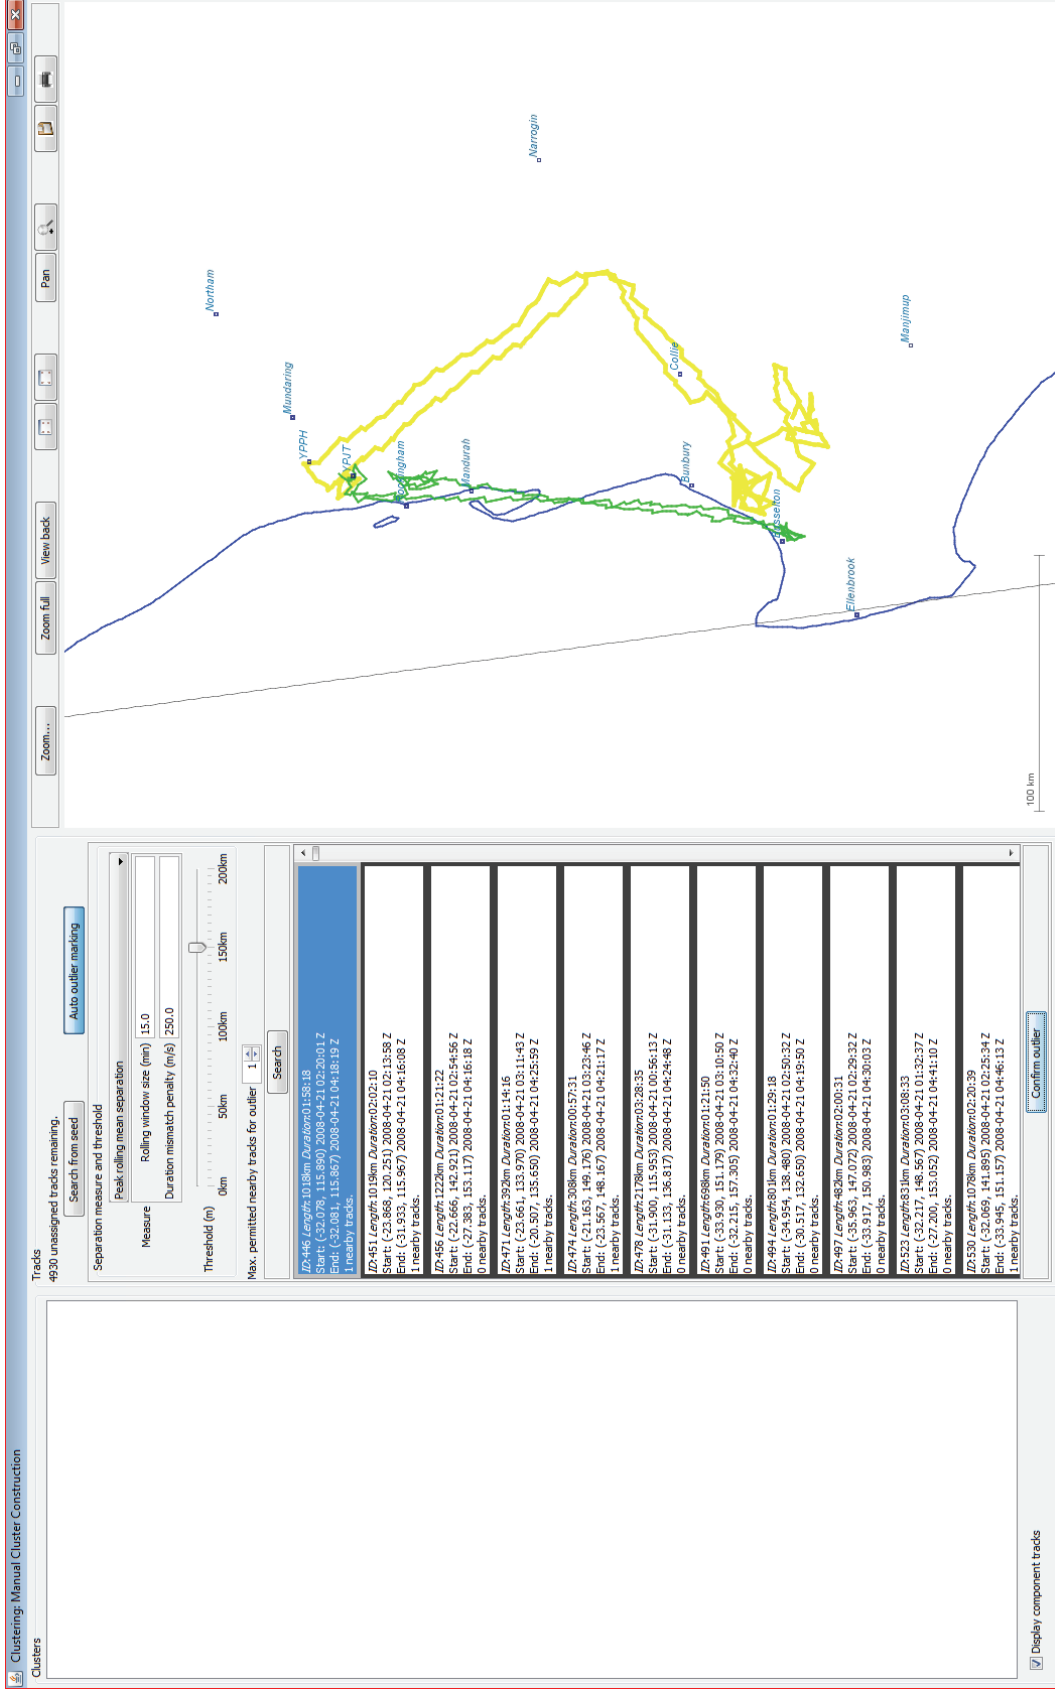 Clustering: Manual Cluster Construction
Clusters
Tracks
4930 unassigned tracks remaining.
Search from seed
Auto outlier marking
Separation measure and threshold
Peak rolling mean separation
Measure
Rolling window size (min) 15.0
Duration mismatch penalty (m/s) 250.0
Threshold (m)
0km 50km 100km 150km 200km
Max. permitted nearby tracks for outlier 1
Search
ID:446 Length:1018km Duration:01:58:18
Start: (-32.078, 115.890) 2008-04-21 02:20:01 Z
End: (-32.081, 115.867) 2008-04-21 04:18:19 Z
1 nearby tracks.
ID:451 Length:1019km Duration:02:02:10
Start: (-23.868, 120.251) 2008-04-21 02:13:58 Z
End: (-31.933, 115.967) 2008-04-21 04:16:08 Z
1 nearby tracks.
ID:456 Length:1222km Duration:01:21:22
Start: (-22.666, 142.921) 2008-04-21 02:54:56 Z
End: (-27.383, 153.117) 2008-04-21 04:16:18 Z
0 nearby tracks.
ID:471 Length:392km Duration:01:14:16
Start: (-23.661, 133.970) 2008-04-21 03:11:43 Z
End: (-20.507, 135.650) 2008-04-21 04:25:59 Z
1 nearby tracks.
ID:474 Length:308km Duration:00:57:31
Start: (-21.163, 149.176) 2008-04-21 03:23:46 Z
End: (-23.567, 148.167) 2008-04-21 04:21:17 Z
1 nearby tracks.
ID:478 Length:2178km Duration:03:28:35
Start: (-31.900, 115.953) 2008-04-21 00:56:13 Z
End: (-31.133, 136.817) 2008-04-21 04:24:48 Z
0 nearby tracks.
ID:491 Length:698km Duration:01:21:50
Start: (-33.930, 151.179) 2008-04-21 03:10:50 Z
End: (-32.215, 157.305) 2008-04-21 04:32:40 Z
0 nearby tracks.
ID:494 Length:801km Duration:01:29:18
Start: (-34.954, 138.480) 2008-04-21 02:50:32 Z
End: (-30.517, 132.650) 2008-04-21 04:19:50 Z
0 nearby tracks.
ID:497 Length:482km Duration:02:00:31
Start: (-35.963, 147.072) 2008-04-21 02:29:32 Z
End: (-33.917, 150.983) 2008-04-21 04:30:03 Z
0 nearby tracks.
ID:523 Length:831km Duration:03:08:33
Start: (-32.217, 148.567) 2008-04-21 01:32:37 Z
End: (-27.200, 153.052) 2008-04-21 04:41:10 Z
0 nearby tracks.
ID:530 Length:1078km Duration:02:20:39
Start: (-32.069, 141.895) 2008-04-21 02:25:34 Z
End: (-33.945, 151.157) 2008-04-21 04:46:13 Z
1 nearby tracks.
Confirm outlier
Display component tracks
Zoom...
Zoom full
View back
Pan
Northam
Mundaring
YPPH
YPJT
Mandurah
Narrogin
Collie
Bunbury
Ellenbrook
Manjimup
100 km